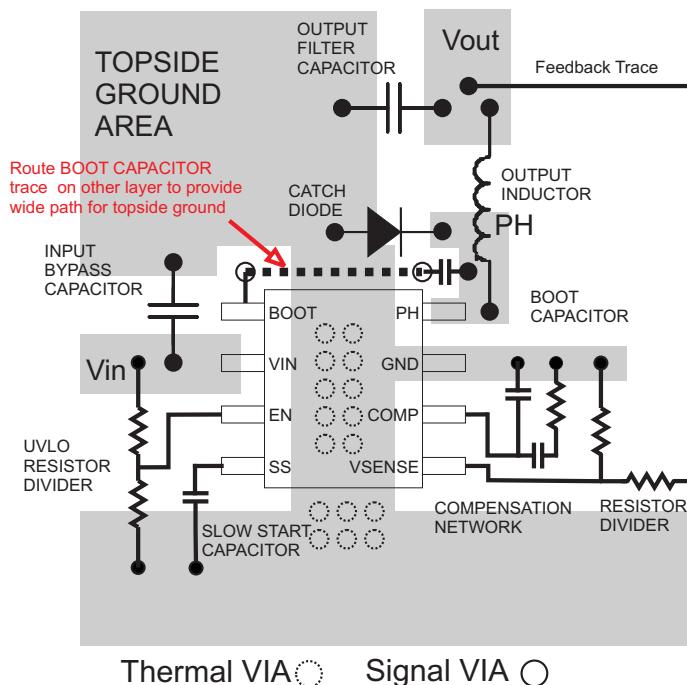 OUTPUT
FILTER
CAPACITOR
Vout
Feedback Trace
TOPSIDE
GROUND
AREA
Route BOOT CAPACITOR
trace on other layer to provide
wide path for topside ground
CATCH
DIODE
OUTPUT
INDUCTOR
PH
INPUT
BYPASS
CAPACITOR
BOOT
CAPACITOR
BOOT
PH
Vin
VIN
GND
EN
COMP
UVLO
RESISTOR
DIVIDER
SS
VSENSE
SLOW START
CAPACITOR
COMPENSATION
NETWORK
RESISTOR
DIVIDER
Thermal VIA
Signal VIA